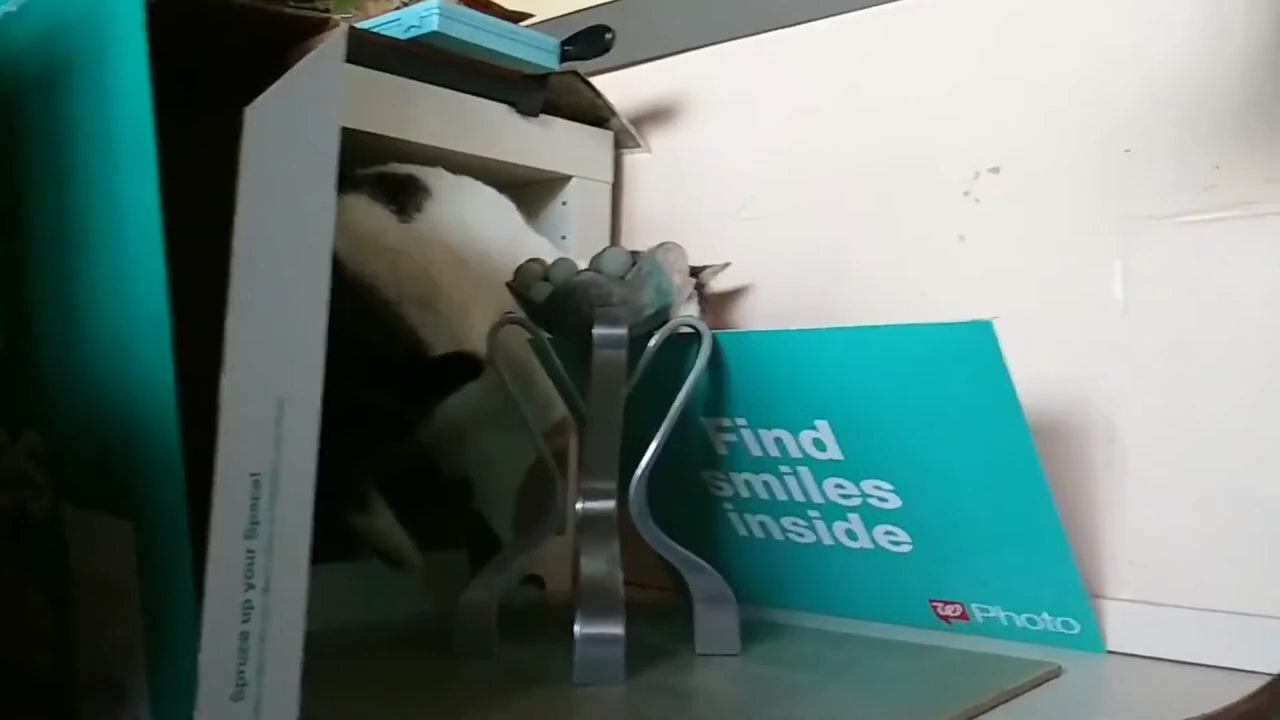 Spruce up your Space!
Find
smiles
inside
Photo